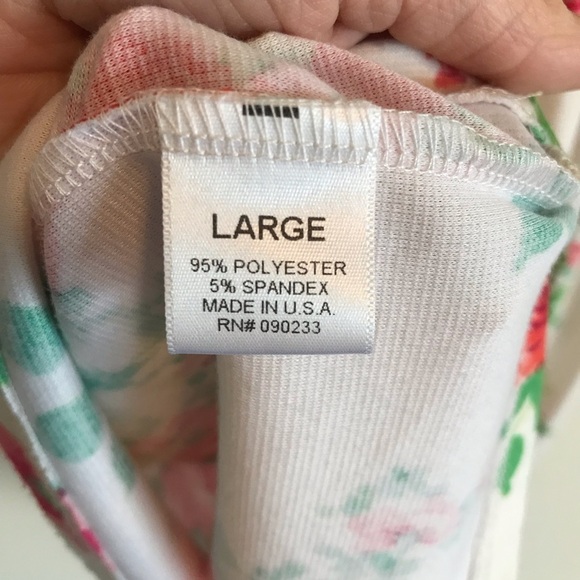 LARGE
95% POLYESTER
5% SPANDEX
MADE IN U.S.A.
RN# 090233